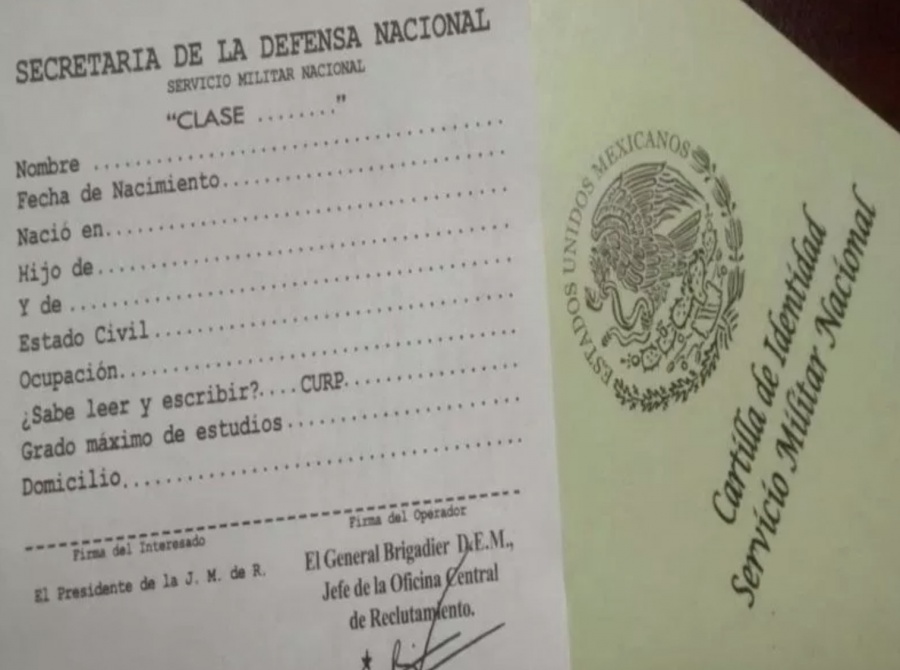 SECRETARIA DE LA DEFENSA NACIONAL
SERVICIO MILITAR NACIONAL
"CLASE ........"
Nombre ........................................
Fecha de Nacimiento............................
Nació en.......................................
Hijo de........................................
Y de ..........................................
Estado Civil...................................
Ocupación......................................
¿Sabe leer y escribir?.... CURP.................
Grado máximo de estudios.......................
Domicilio......................................
Firma del Interesado
Firma del Operador
El Presidente de la J. M. de R.
El General Brigadier D.E.M.,
Jefe de la Oficina Central
de Reclutamiento.
ESTADOS UNIDOS MEXICANOS
Cartilla de Identidad
Servicio Militar Nacional